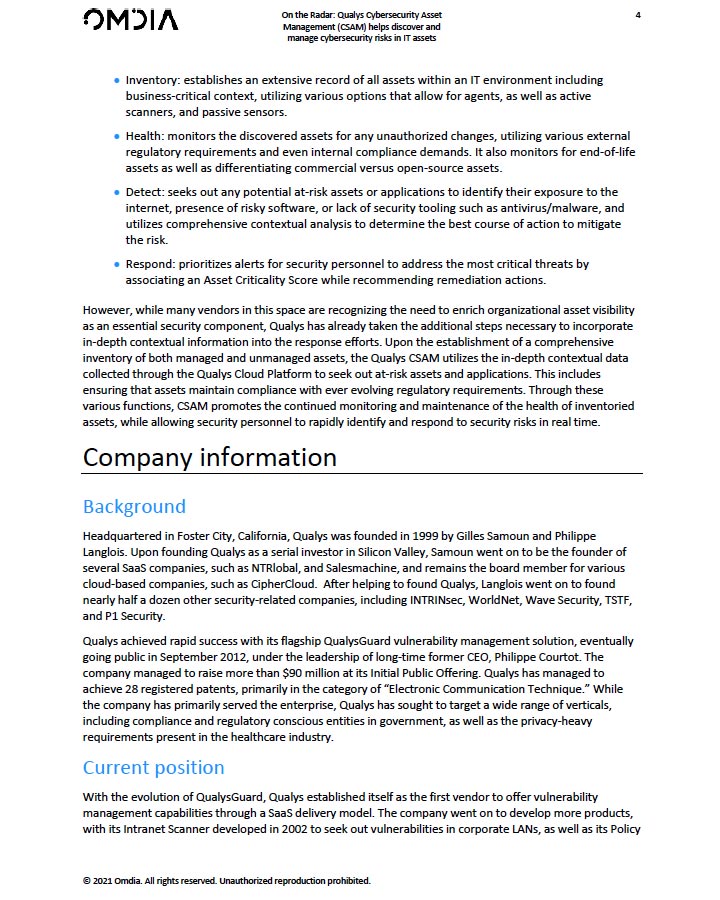 OMDIA
On the Radar: Qualys Cybersecurity Asset
Management (CSAM) helps discover and
manage cybersecurity risks in IT assets
4
• Inventory: establishes an extensive record of all assets within an IT environment including
business-critical context, utilizing various options that allow for agents, as well as active
scanners, and passive sensors.
• Health: monitors the discovered assets for any unauthorized changes, utilizing various external
regulatory requirements and even internal compliance demands. It also monitors for end-of-life
assets as well as differentiating commercial versus open-source assets.
• Detect: seeks out any potential at-risk assets or applications to identify their exposure to the
internet, presence of risky software, or lack of security tooling such as antivirus/malware, and
utilizes comprehensive contextual analysis to determine the best course of action to mitigate
the risk.
• Respond: prioritizes alerts for security personnel to address the most critical threats by
associating an Asset Criticality Score while recommending remediation actions.
However, while many vendors in this space are recognizing the need to enrich organizational asset visibility
as an essential security component, Qualys has already taken the additional steps necessary to incorporate
in-depth contextual information into the response efforts. Upon the establishment of a comprehensive
inventory of both managed and unmanaged assets, the Qualys CSAM utilizes the in-depth contextual data
collected through the Qualys Cloud Platform to seek out at-risk assets and applications. This includes
ensuring that assets maintain compliance with ever evolving regulatory requirements. Through these
various functions, CSAM promotes the continued monitoring and maintenance of the health of inventoried
assets, while allowing security personnel to rapidly identify and respond to security risks in real time.
Company information
Background
Headquartered in Foster City, California, Qualys was founded in 1999 by Gilles Samoun and Philippe
Langlois. Upon founding Qualys as a serial investor in Silicon Valley, Samoun went on to be the founder of
several SaaS companies, such as NTRlobal, and Salesmachine, and remains the board member for various
cloud-based companies, such as CipherCloud. After helping to found Qualys, Langlois went on to found
nearly half a dozen other security-related companies, including INTRINsec, WorldNet, Wave Security, TSTF,
and P1 Security.
Qualys achieved rapid success with its flagship QualysGuard vulnerability management solution, eventually
going public in September 2012, under the leadership of long-time former CEO, Philippe Courtot. The
company managed to raise more than $90 million at its Initial Public Offering. Qualys has managed to
achieve 28 registered patents, primarily in the category of “Electronic Communication Technique.” While
the company has primarily served the enterprise, Qualys has sought to target a wide range of verticals,
including compliance and regulatory conscious entities in government, as well as the privacy-heavy
requirements present in the healthcare industry.
Current position
With the evolution of QualysGuard, Qualys established itself as the first vendor to offer vulnerability
management capabilities through a SaaS delivery model. The company went on to develop more products,
with its Intranet Scanner developed in 2002 to seek out vulnerabilities in corporate LANs, as well as its Policy
© 2021 Omdia. All rights reserved. Unauthorized reproduction prohibited.